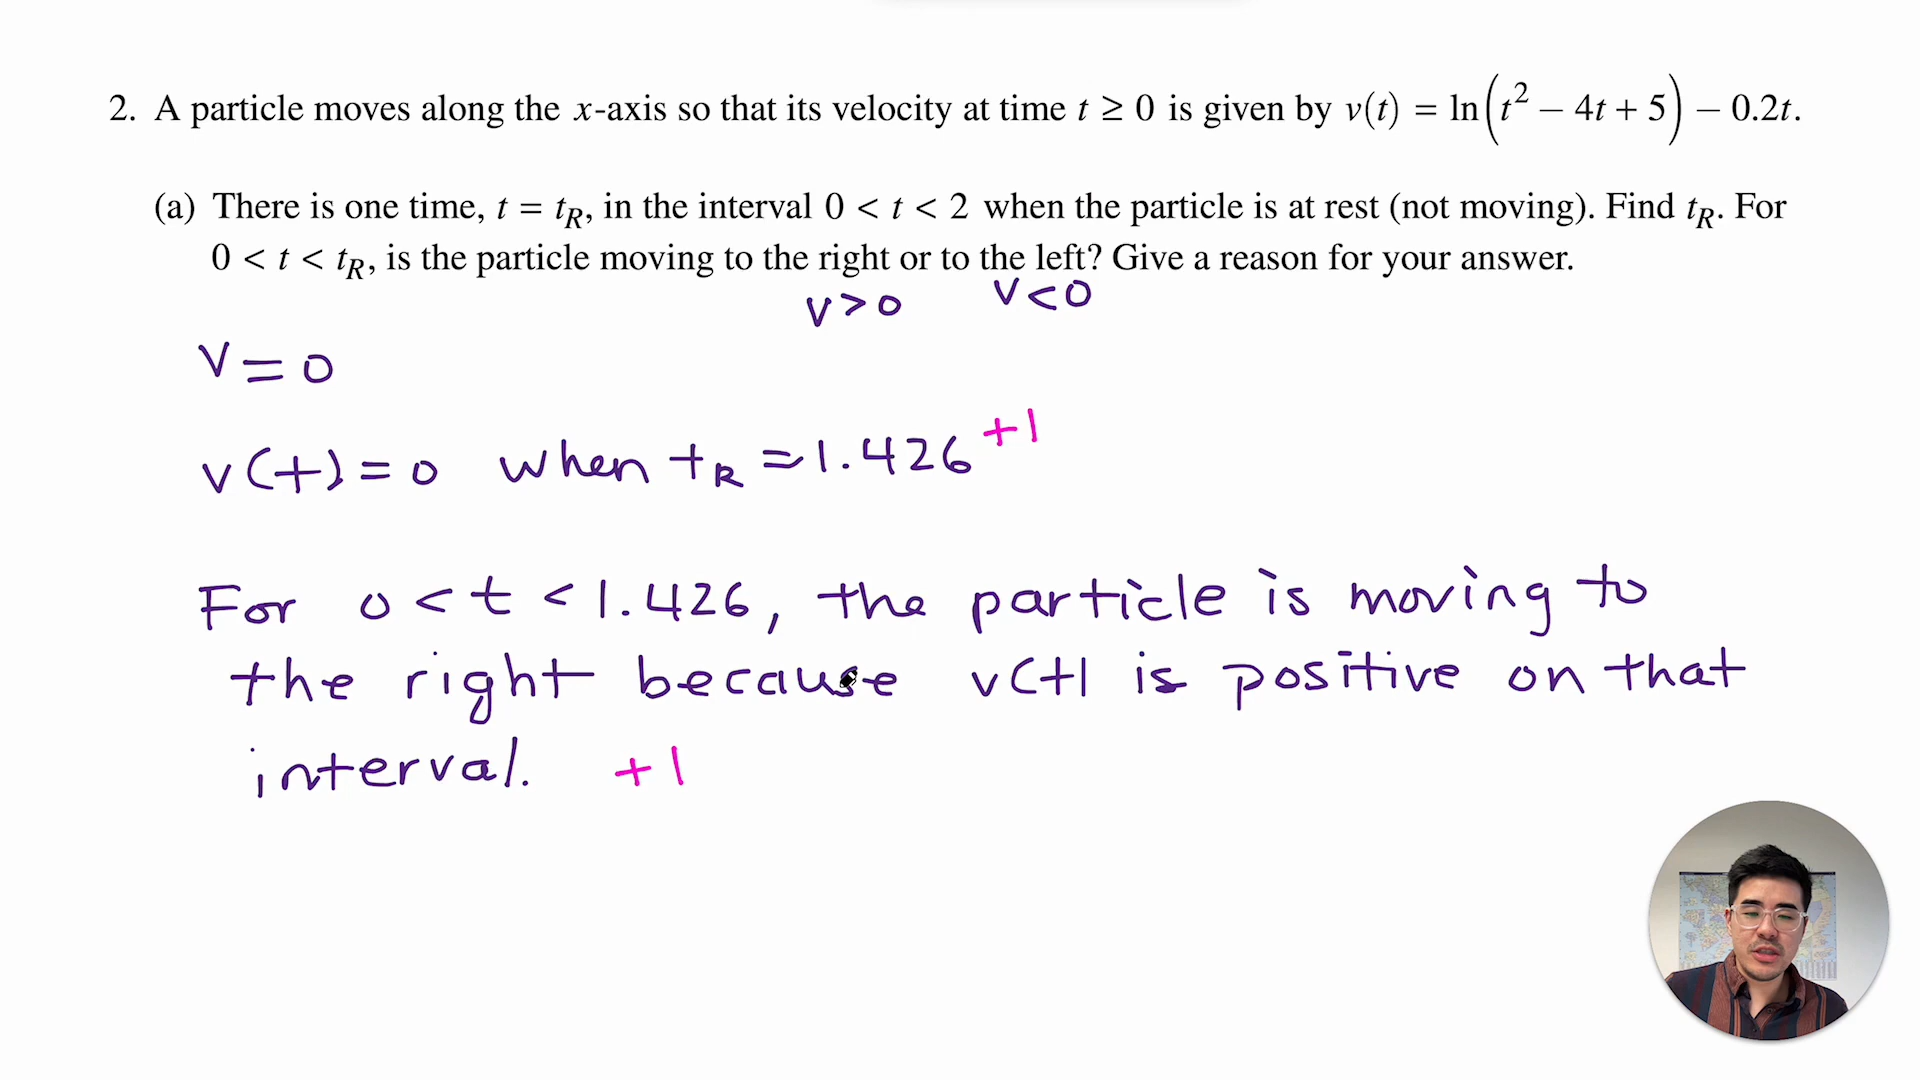 2. A particle moves along the x-axis so that its velocity at time t ≥ 0 is given by v(t) = ln(t² − 4t + 5) − 0.2t.
(a) There is one time, t = t_R, in the interval 0 < t < 2 when the particle is at rest (not moving). Find t_R. For
0 < t < t_R, is the particle moving to the right or to the left? Give a reason for your answer.
v>0 v<0
v=0
v(t)=0 when t_R ≈ 1.426 +1
For 0 < t < 1.426, the particle is moving to
the right because v(t) is positive on that
interval. +1